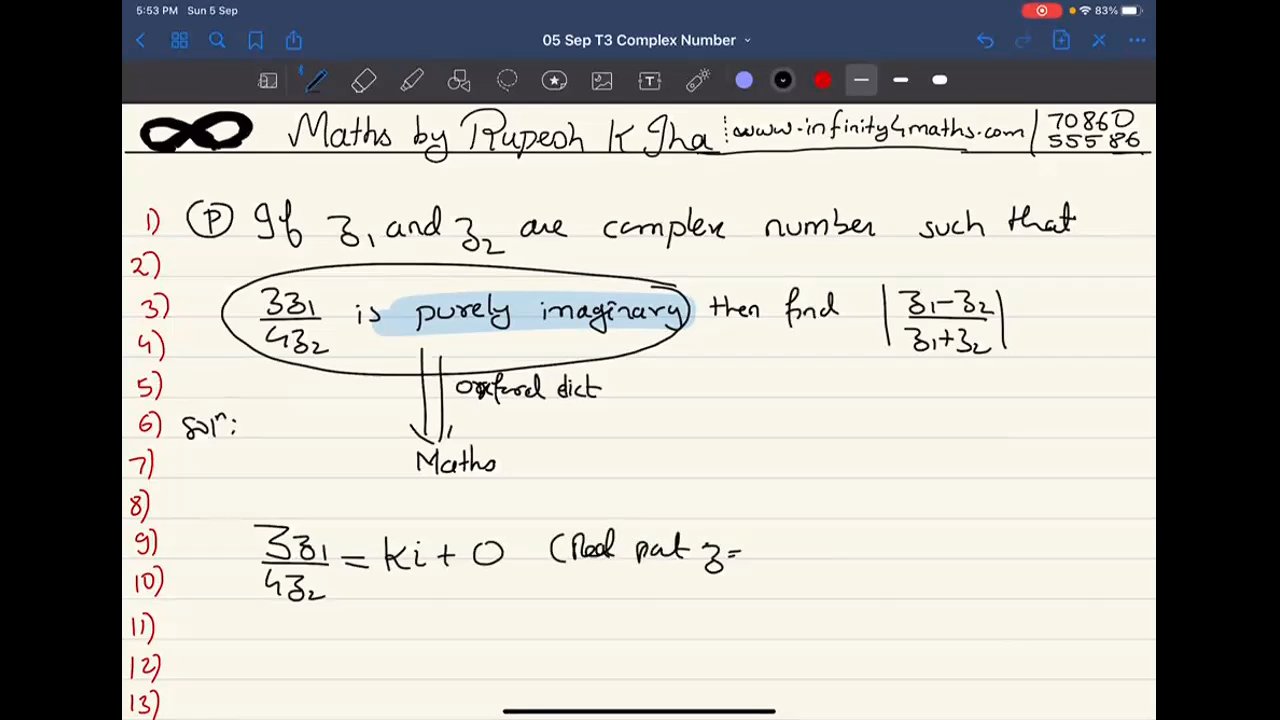 5:53 PM Sun 5 Sep 83%
05 Sep T3 Complex Number
Maths by Rupesh K Jha www.infinity4maths.com 70860 55586
1) (P) If z₁ and z₂ are complex number such that
2)
3) 3z₁/4z₂ is purely imaginary then find |z₁-z₂/z₁+z₂|
4)
5) Oxford dict
6) Solⁿ:
7) Maths
8)
9) 3z₁/4z₂ = ki + 0 (Real part z=
10)
11)
12)
13)